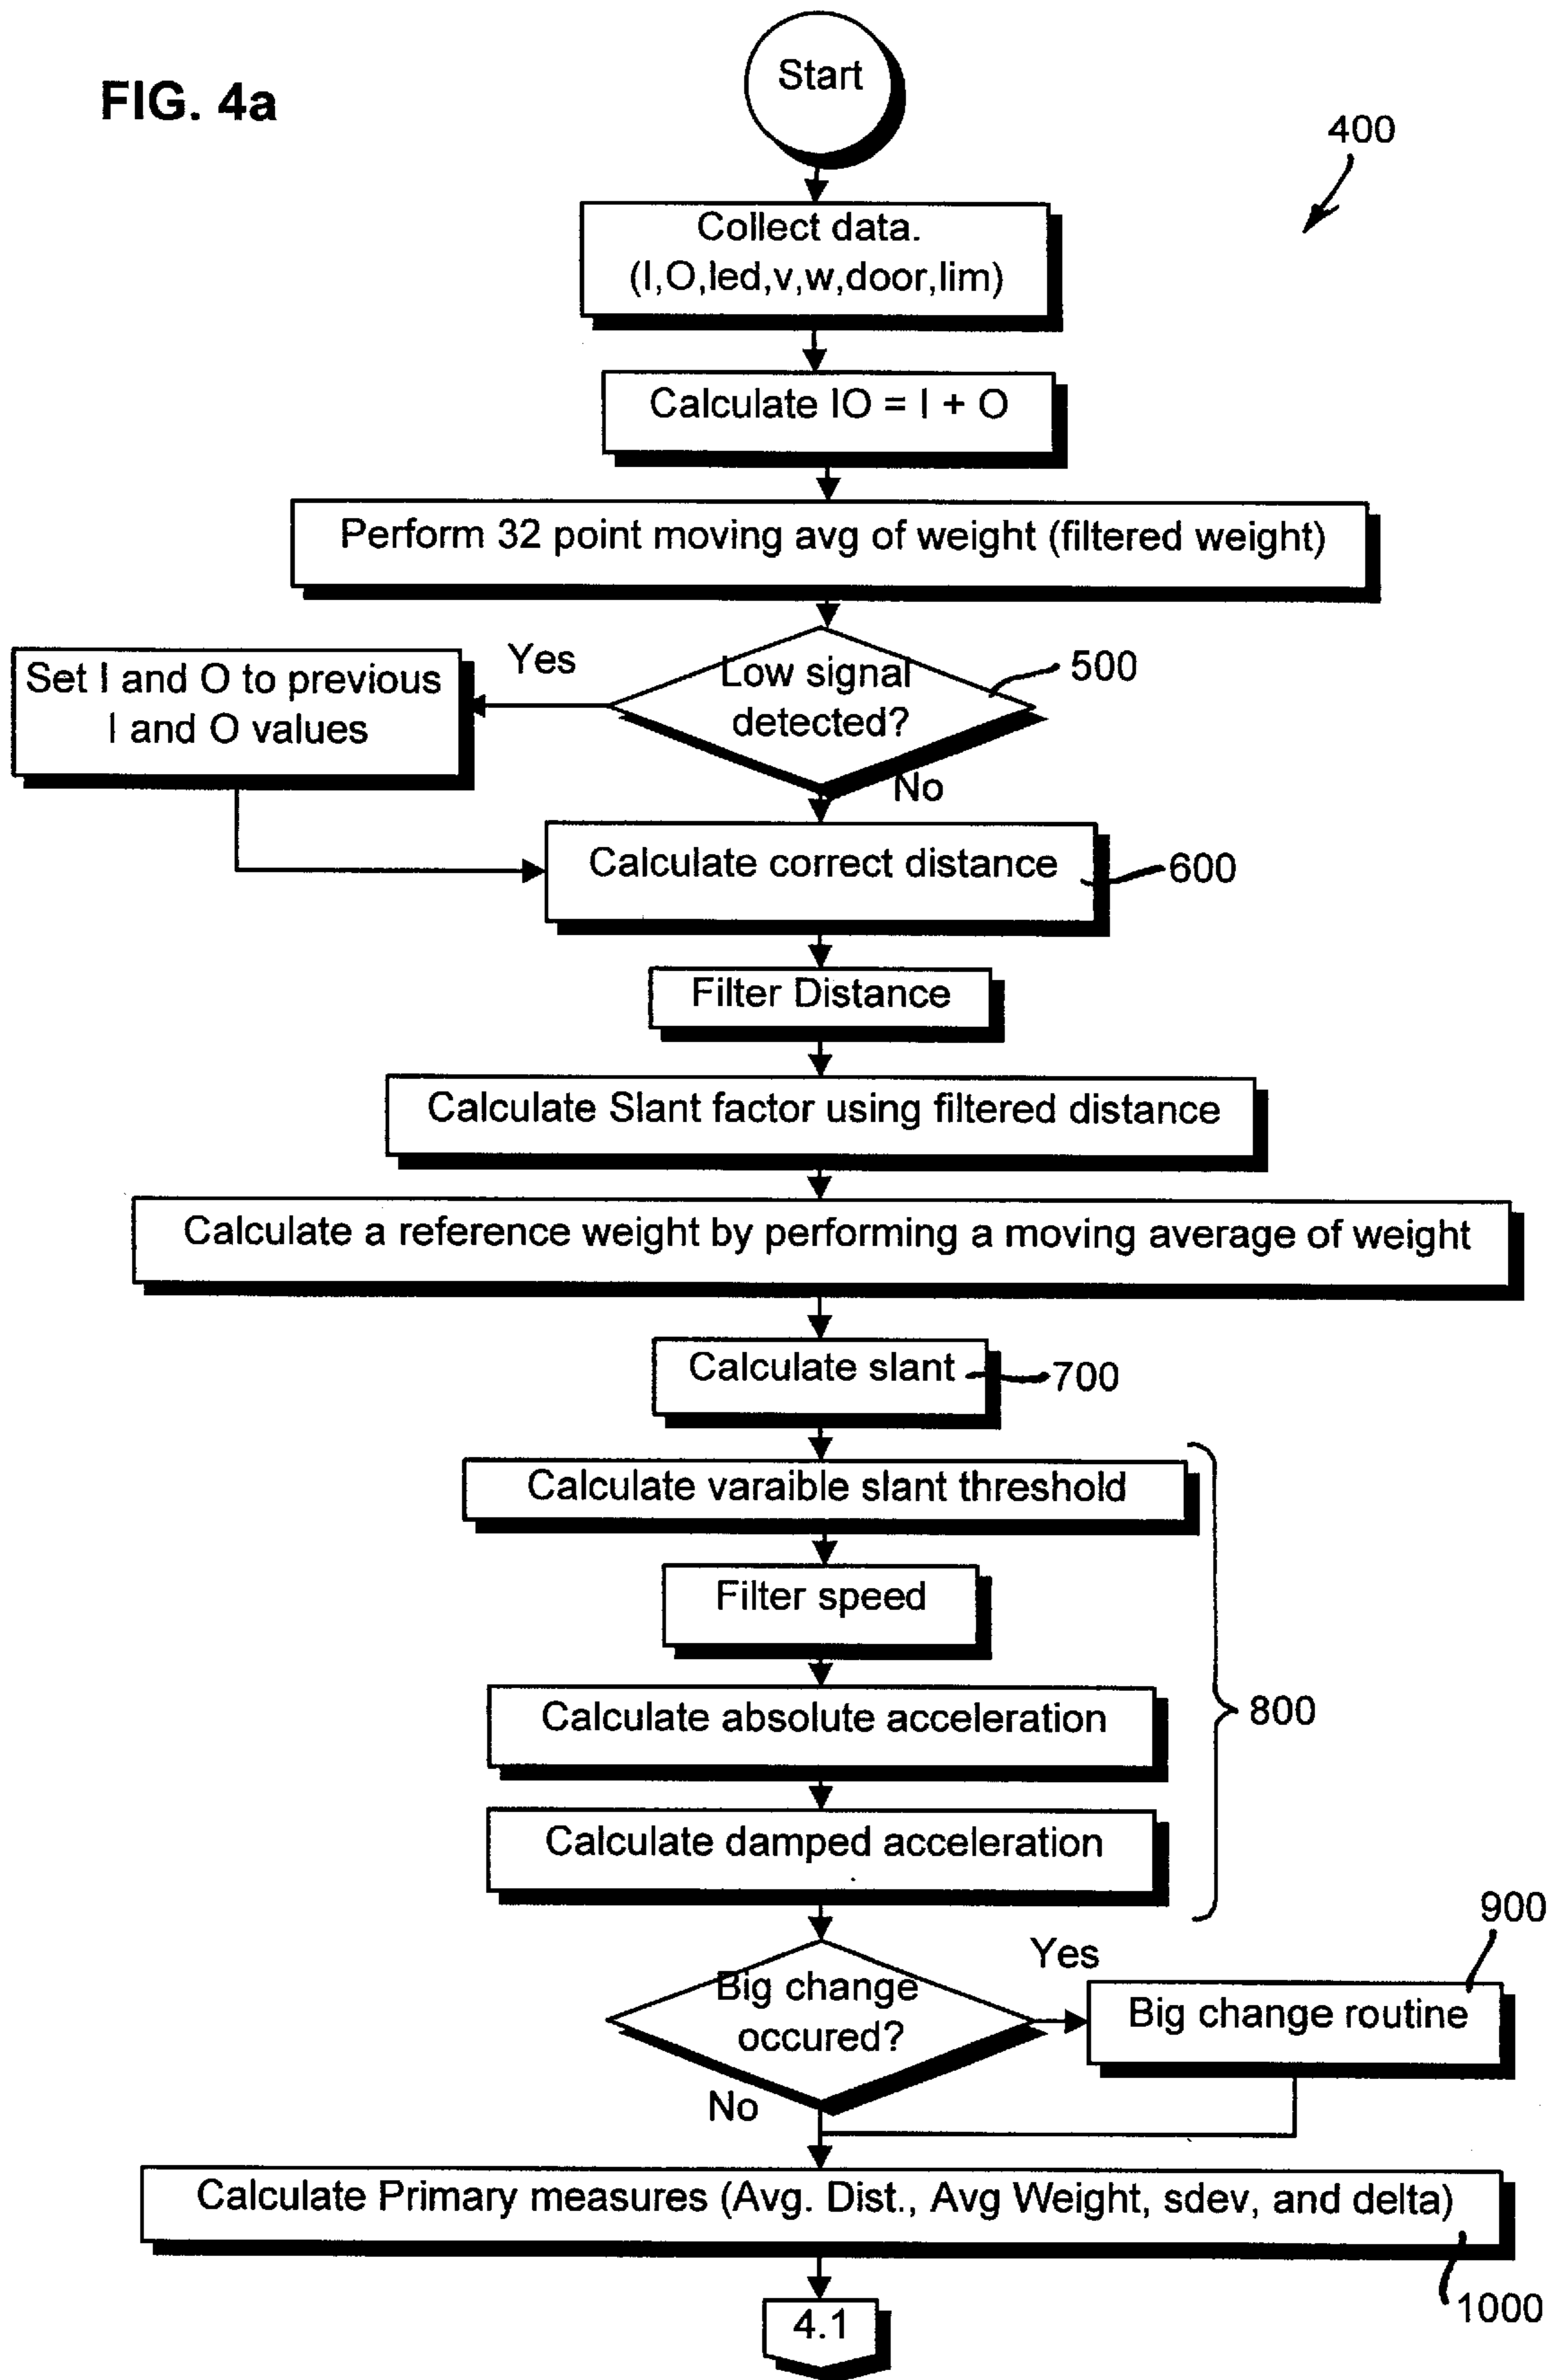 FIG. 4a
Start
400
Collect data.
(I,O,led,v,w,door,lim)
Calculate IO = I + O
Perform 32 point moving avg of weight (filtered weight)
Set I and O to previous
I and O values
Yes
Low signal
detected?
500
No
Calculate correct distance
600
Filter Distance
Calculate Slant factor using filtered distance
Calculate a reference weight by performing a moving average of weight
Calculate slant
700
Calculate varaible slant threshold
Filter speed
Calculate absolute acceleration
800
Calculate damped acceleration
900
Big change
occured?
Yes
Big change routine
No
Calculate Primary measures (Avg. Dist., Avg Weight, sdev, and delta)
1000
4.1